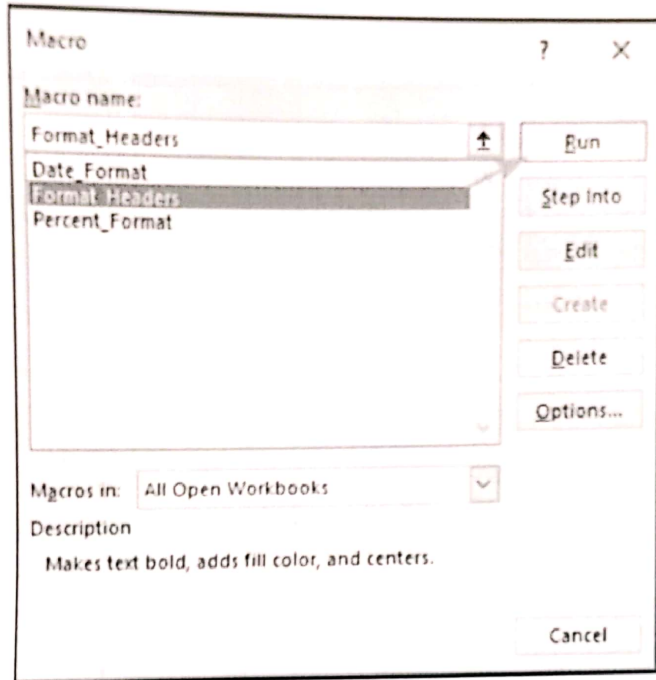 Macro
?
X
Macro name:
Format_Headers
Run
Date_Format
Format_Headers
Percent_Format
Step Into
Edit
Create
Delete
Options...
Macros in: All Open Workbooks
Description
Makes text bold, adds fill color, and centers.
Cancel